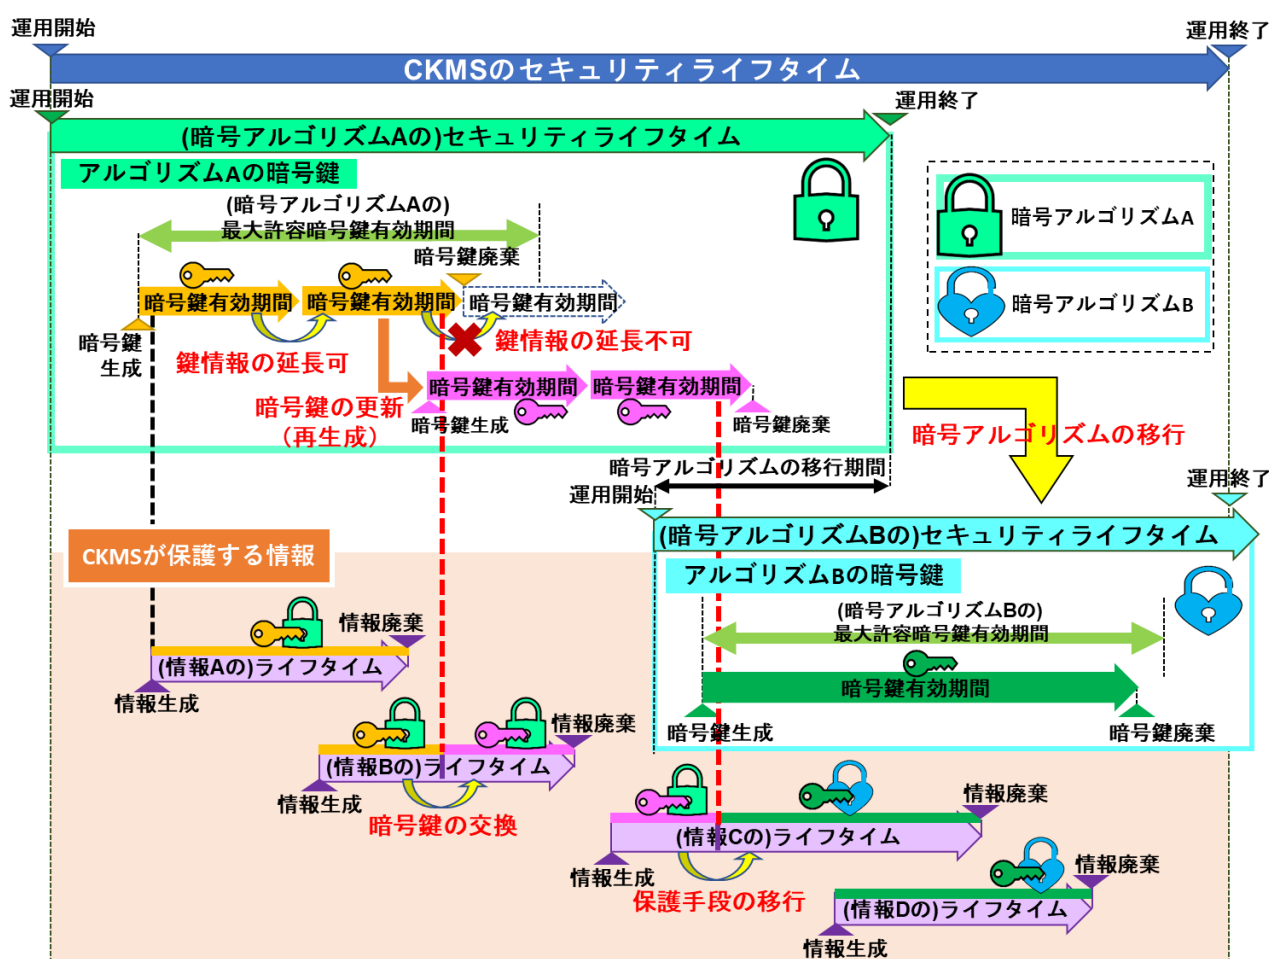 運用開始
運用終了
CKMSのセキュリティライフタイム
運用開始
運用終了
(暗号アルゴリズムAの)セキュリティライフタイム
アルゴリズムAの暗号鍵
(暗号アルゴリズムAの)
最大許容暗号鍵有効期間
暗号鍵廃棄
暗号アルゴリズムA
暗号アルゴリズムB
暗号鍵有効期間
暗号鍵有効期間
暗号鍵有効期間
暗号鍵
生成
鍵情報の延長可
鍵情報の延長不可
暗号鍵有効期間
暗号鍵有効期間
暗号鍵の更新
（再生成）
暗号鍵生成
暗号鍵廃棄
暗号アルゴリズムの移行
暗号アルゴリズムの移行期間
運用開始
運用終了
(暗号アルゴリズムBの)セキュリティライフタイム
CKMSが保護する情報
アルゴリズムBの暗号鍵
(暗号アルゴリズムBの)
最大許容暗号鍵有効期間
情報廃棄
(情報Aの)ライフタイム
情報生成
暗号鍵有効期間
暗号鍵生成
暗号鍵廃棄
情報廃棄
(情報Bの)ライフタイム
情報生成
暗号鍵の交換
情報廃棄
(情報Cの)ライフタイム
情報生成
保護手段の移行
情報廃棄
(情報Dの)ライフタイム
情報生成